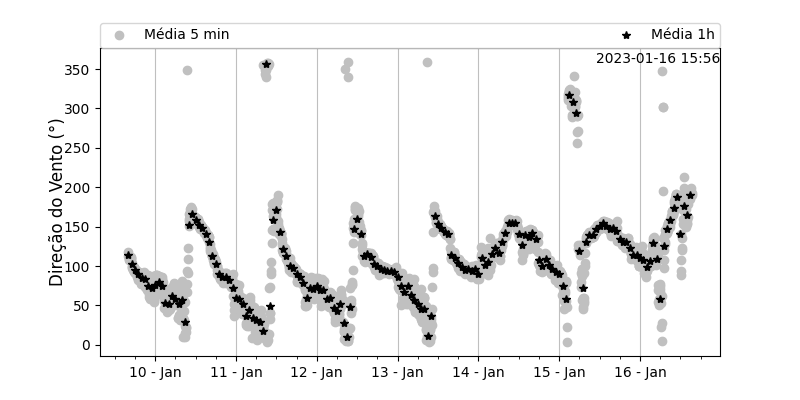 Média 5 min
Média 1h
2023-01-16 15:56
Direção do Vento (°)
350
300
250
200
150
100
50
0
10 - Jan
11 - Jan
12 - Jan
13 - Jan
14 - Jan
15 - Jan
16 - Jan